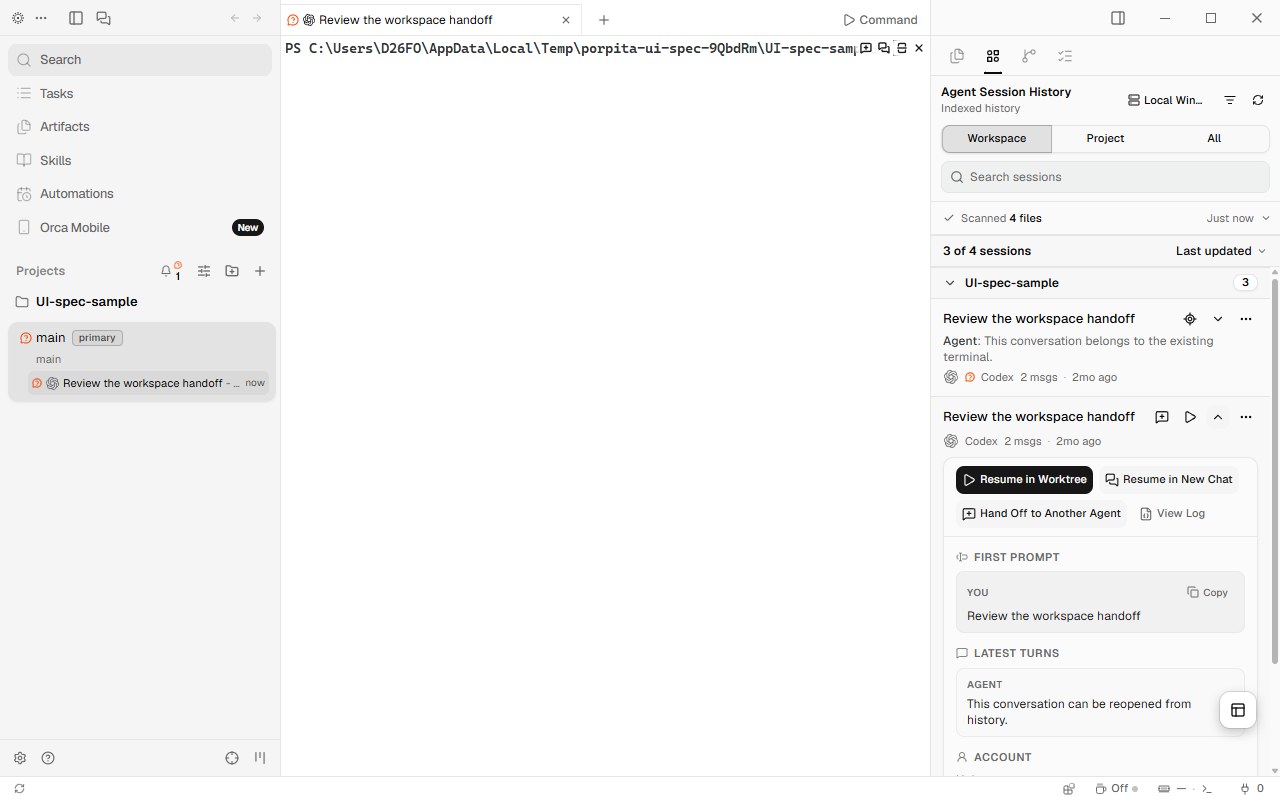 Review the workspace handoff
Command
Search
Tasks
Artifacts
Skills
Automations
Orca Mobile
New
Projects
1
UI-spec-sample
main
primary
main
Review the workspace handoff - …
now
PS C:\Users\D26FO\AppData\Local\Temp\porpita-ui-spec-9QbdRm\UI-spec-sam
Agent Session History
Indexed history
Local Win…
Workspace
Project
All
Search sessions
Scanned 4 files
Just now
3 of 4 sessions
Last updated
UI-spec-sample
3
Review the workspace handoff
Agent: This conversation belongs to the existing
terminal.
Codex 2 msgs · 2mo ago
Review the workspace handoff
Codex 2 msgs · 2mo ago
Resume in Worktree
Resume in New Chat
Hand Off to Another Agent
View Log
FIRST PROMPT
YOU
Copy
Review the workspace handoff
LATEST TURNS
AGENT
This conversation can be reopened from
history.
ACCOUNT
Off
— ·
0